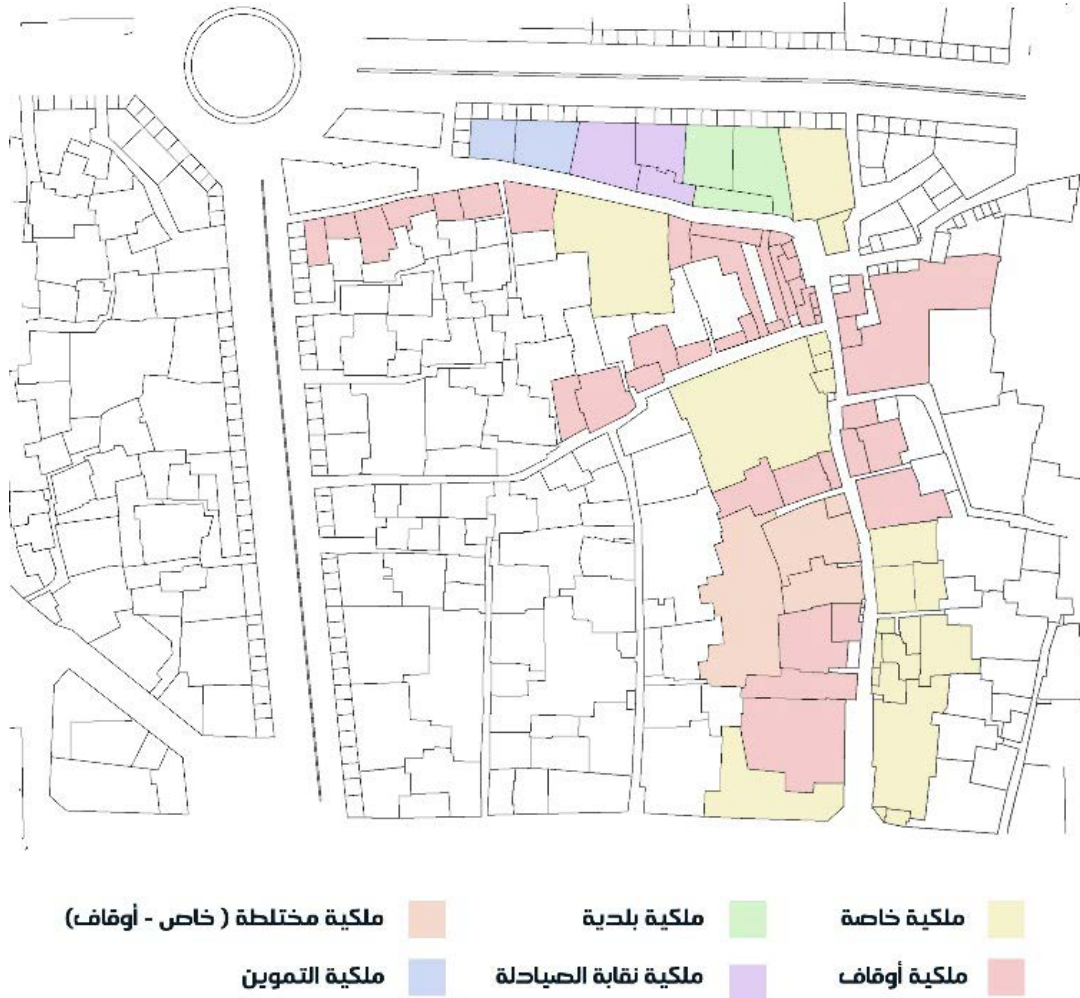 ملكية خاصة
ملكية بلدية
ملكية مختلطة ( خاص - أوقاف)
ملكية أوقاف
ملكية نقابة الصيادلة
ملكية التموين